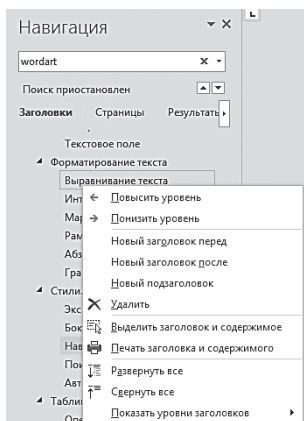 Навигация
wordart
Поиск приостановлен
Заголовки Страницы Результать
Текстовое поле
Форматирование текста
Выравнивание текста
Инт
Повысить уровень
Мар
Понизить уровень
Рам
Новый заголовок перед
Абз
Новый заголовок после
Гра
Новый подзаголовок
Стили.
Удалить
Экс
Бок
Выделить заголовок и содержимое
Нав
Печать заголовка и содержимого
Пои
Развернуть все
Авт
Свернуть все
Табли
Показать уровни заголовков